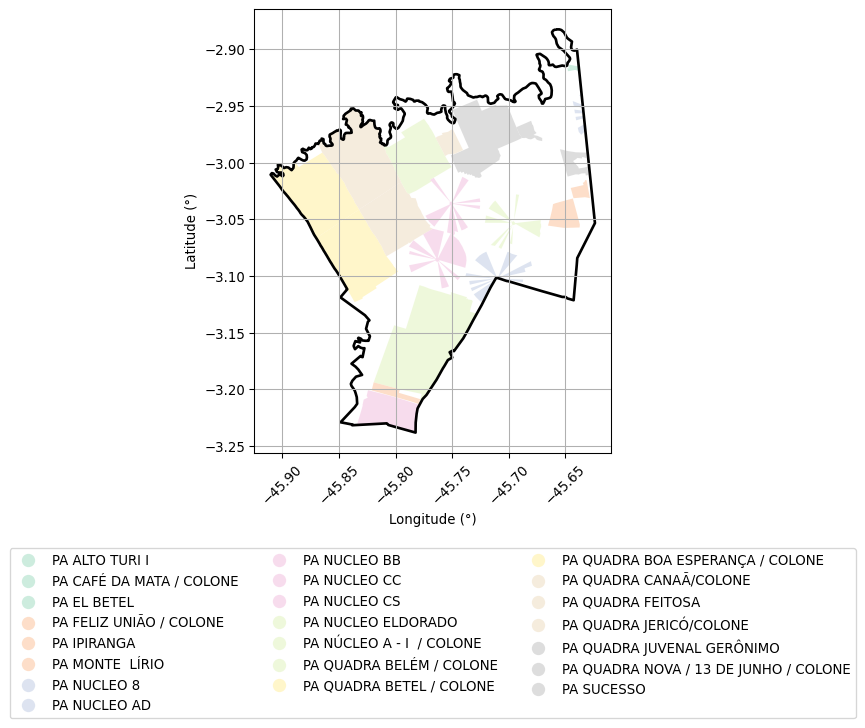 −2.90
−2.95
−3.00
−3.05
−3.10
−3.15
−3.20
−3.25
Latitude (°)
−45.90
−45.85
−45.80
−45.75
−45.70
−45.65
Longitude (°)
PA ALTO TURI I
PA CAFÉ DA MATA / COLONE
PA EL BETEL
PA FELIZ UNIÃO / COLONE
PA IPIRANGA
PA MONTE  LÍRIO
PA NUCLEO 8
PA NUCLEO AD
PA NUCLEO BB
PA NUCLEO CC
PA NUCLEO CS
PA NUCLEO ELDORADO
PA NÚCLEO A - I  / COLONE
PA QUADRA BELÉM / COLONE
PA QUADRA BETEL / COLONE
PA QUADRA BOA ESPERANÇA / COLONE
PA QUADRA CANAÃ/COLONE
PA QUADRA FEITOSA
PA QUADRA JERICÓ/COLONE
PA QUADRA JUVENAL GERÔNIMO
PA QUADRA NOVA / 13 DE JUNHO / COLONE
PA SUCESSO